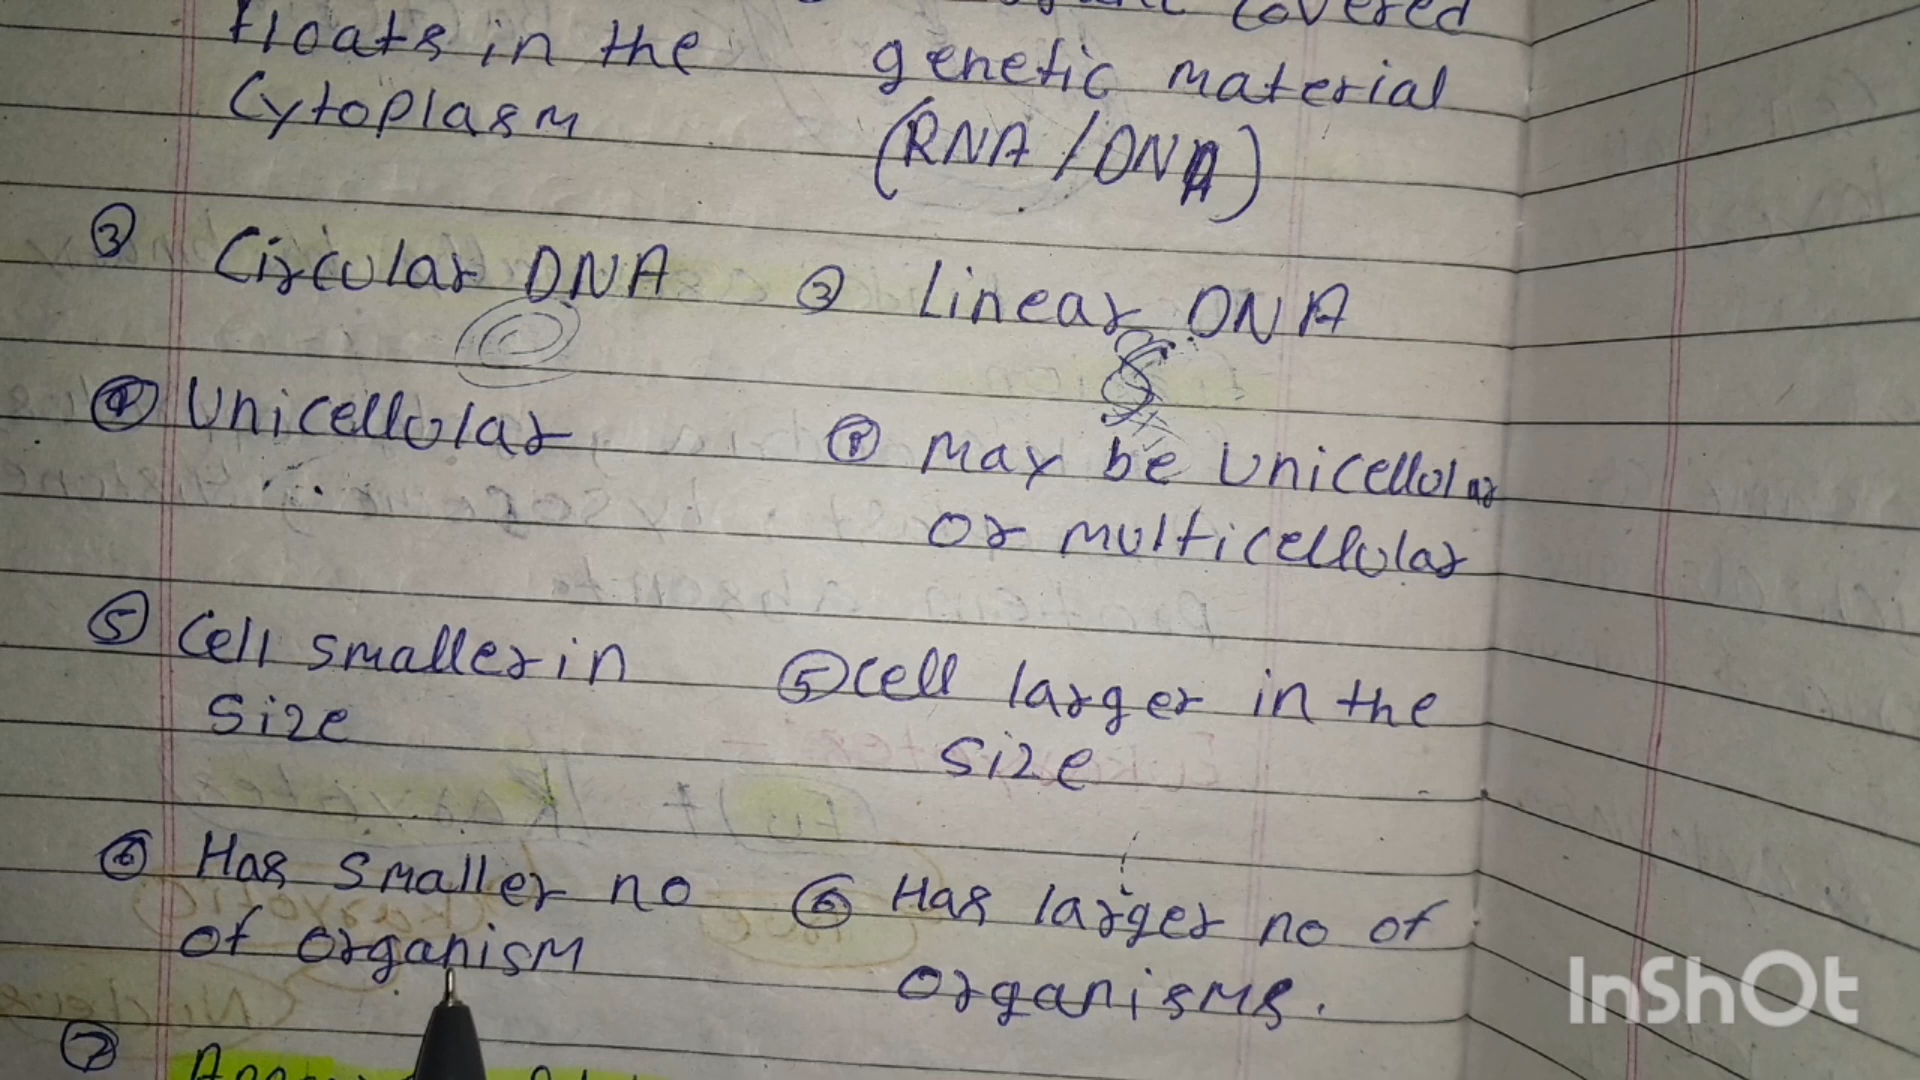 floats in the
cytoplasm
covered
genetic material
(RNA / DNA)
③ Circular DNA
③ Linear DNA
④ Unicellular
④ may be Unicellular
or multicellular
⑤ Cell smaller in
size
⑤ cell larger in the
size
⑥ Has smaller no
of organism
⑥ Has larger no of
organisms.
⑦
InShOt